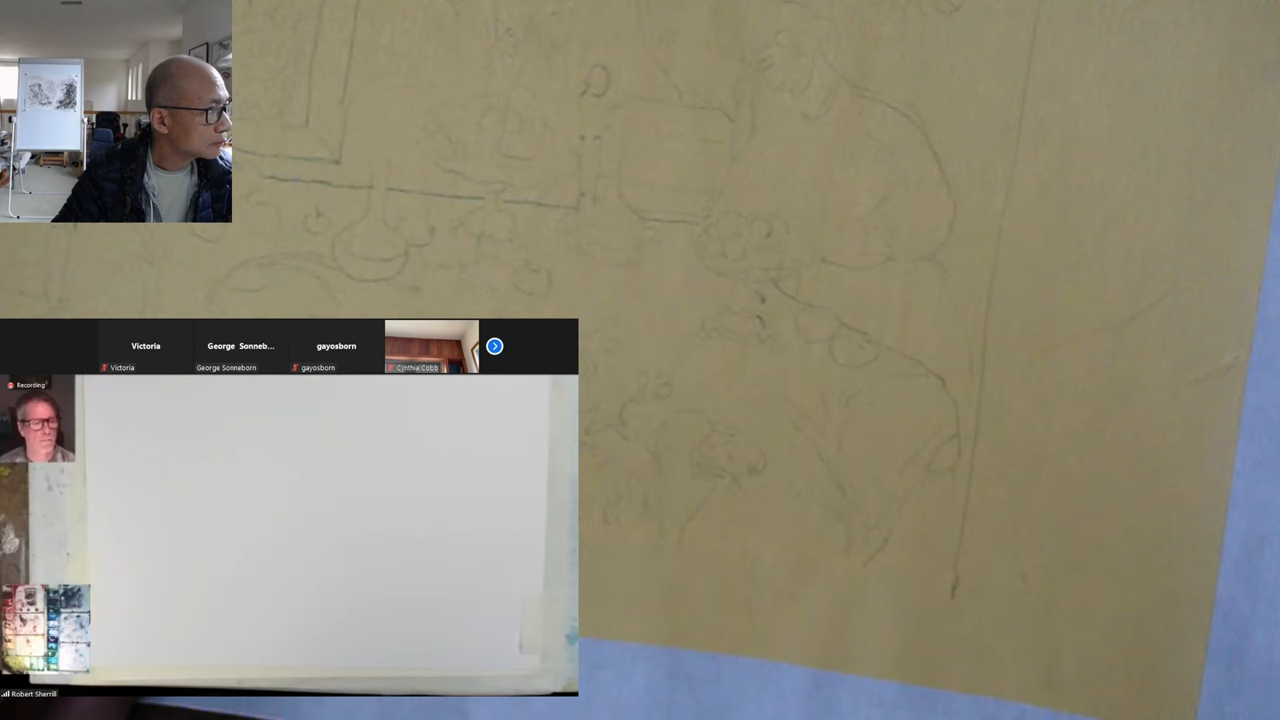 Victoria
George Sonneb...
gayosborn
Victoria
George Sonneborn
gayosborn
Cynthia Cobb
Recording
Robert Sherrill